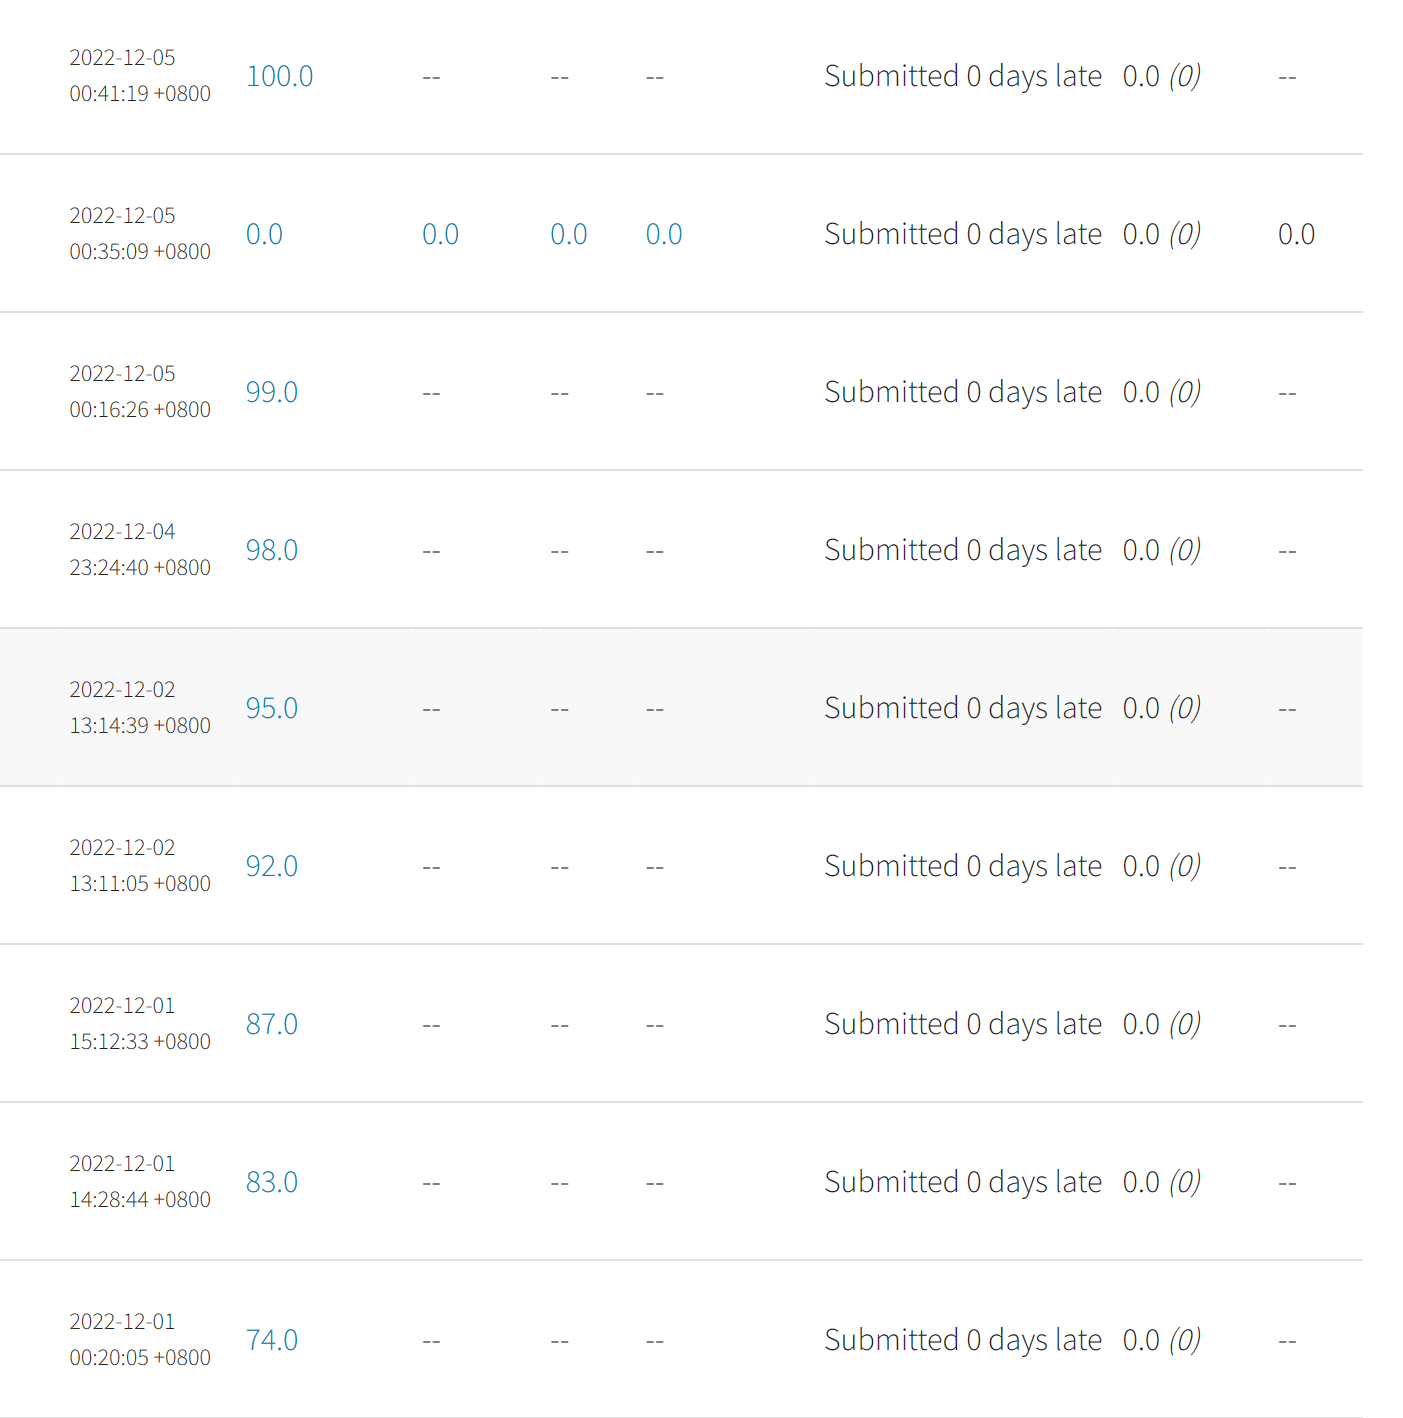 2022-12-05
00:41:19 +0800 100.0 -- -- -- Submitted 0 days late 0.0 (0) --
2022-12-05
00:35:09 +0800 0.0 0.0 0.0 0.0 Submitted 0 days late 0.0 (0) 0.0
2022-12-05
00:16:26 +0800 99.0 -- -- -- Submitted 0 days late 0.0 (0) --
2022-12-04
23:24:40 +0800 98.0 -- -- -- Submitted 0 days late 0.0 (0) --
2022-12-02
13:14:39 +0800 95.0 -- -- -- Submitted 0 days late 0.0 (0) --
2022-12-02
13:11:05 +0800 92.0 -- -- -- Submitted 0 days late 0.0 (0) --
2022-12-01
15:12:33 +0800 87.0 -- -- -- Submitted 0 days late 0.0 (0) --
2022-12-01
14:28:44 +0800 83.0 -- -- -- Submitted 0 days late 0.0 (0) --
2022-12-01
00:20:05 +0800 74.0 -- -- -- Submitted 0 days late 0.0 (0) --